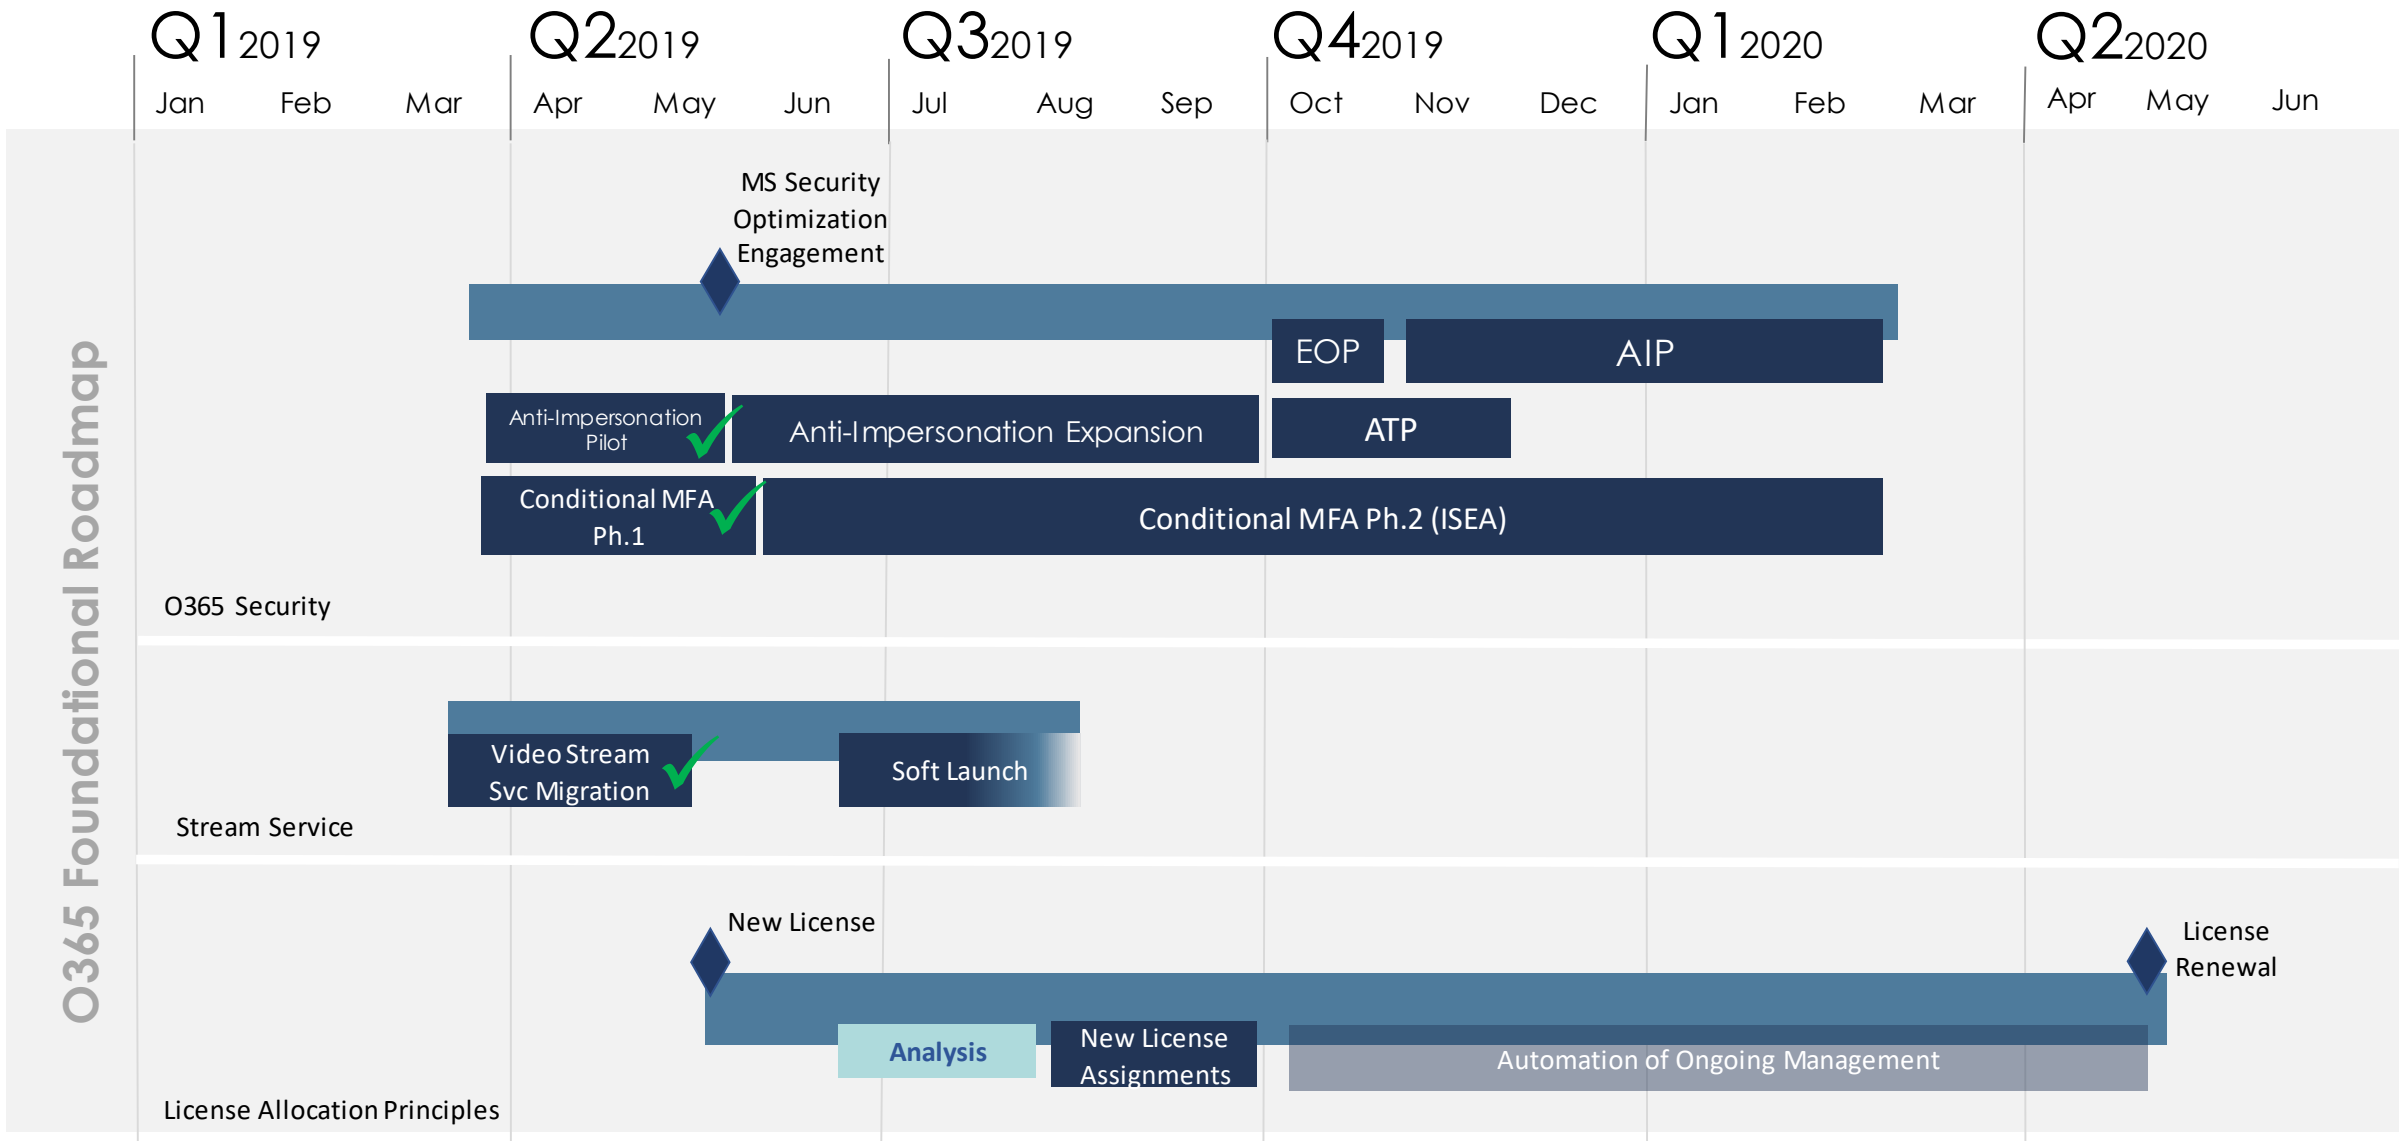 Q1 2019
Q2 2019
Q3 2019
Q4 2019
Q1 2020
Q2 2020
Jan Feb Mar Apr May Jun Jul Aug Sep Oct Nov Dec Jan Feb Mar Apr May Jun
O365 Foundational Roadmap
MS Security
Optimization
Engagement
EOP
AIP
Anti-Impersonation
Pilot
Anti-Impersonation Expansion
ATP
Conditional MFA
Ph.1
Conditional MFA Ph.2 (ISEA)
O365 Security
Video Stream
Svc Migration
Soft Launch
Stream Service
New License
License
Renewal
Analysis
New License
Assignments
Automation of Ongoing Management
License Allocation Principles